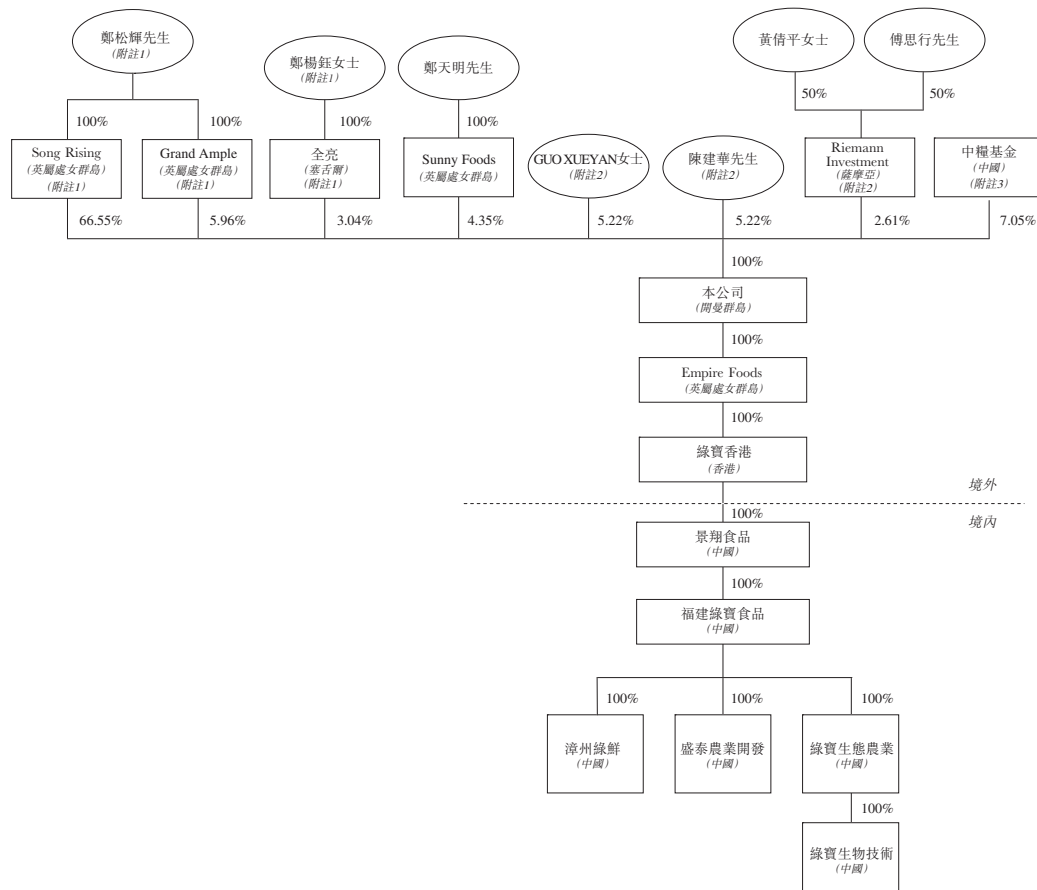 鄭松輝先生
(附註1)
鄭楊鈺女士
(附註1)
鄭天明先生
黃倩平女士
傅思行先生
50%
50%
100%
100%
100%
100%
Song Rising
(英屬處女群島)
(附註1)
Grand Ample
(英屬處女群島)
(附註1)
全亮
(塞舌爾)
(附註1)
Sunny Foods
(英屬處女群島)
GUO XUEYAN女士
(附註2)
陳建華先生
(附註2)
Riemann
Investment
(薩摩亞)
(附註2)
中糧基金
(中國)
(附註3)
66.55%
5.96%
3.04%
4.35%
5.22%
5.22%
2.61%
7.05%
100%
本公司
(開曼群島)
100%
Empire Foods
(英屬處女群島)
100%
綠寶香港
(香港)
境外
100%
境內
景翔食品
(中國)
100%
福建綠寶食品
(中國)
100%
100%
100%
漳州綠鮮
(中國)
盛泰農業開發
(中國)
綠寶生態農業
(中國)
100%
綠寶生物技術
(中國)